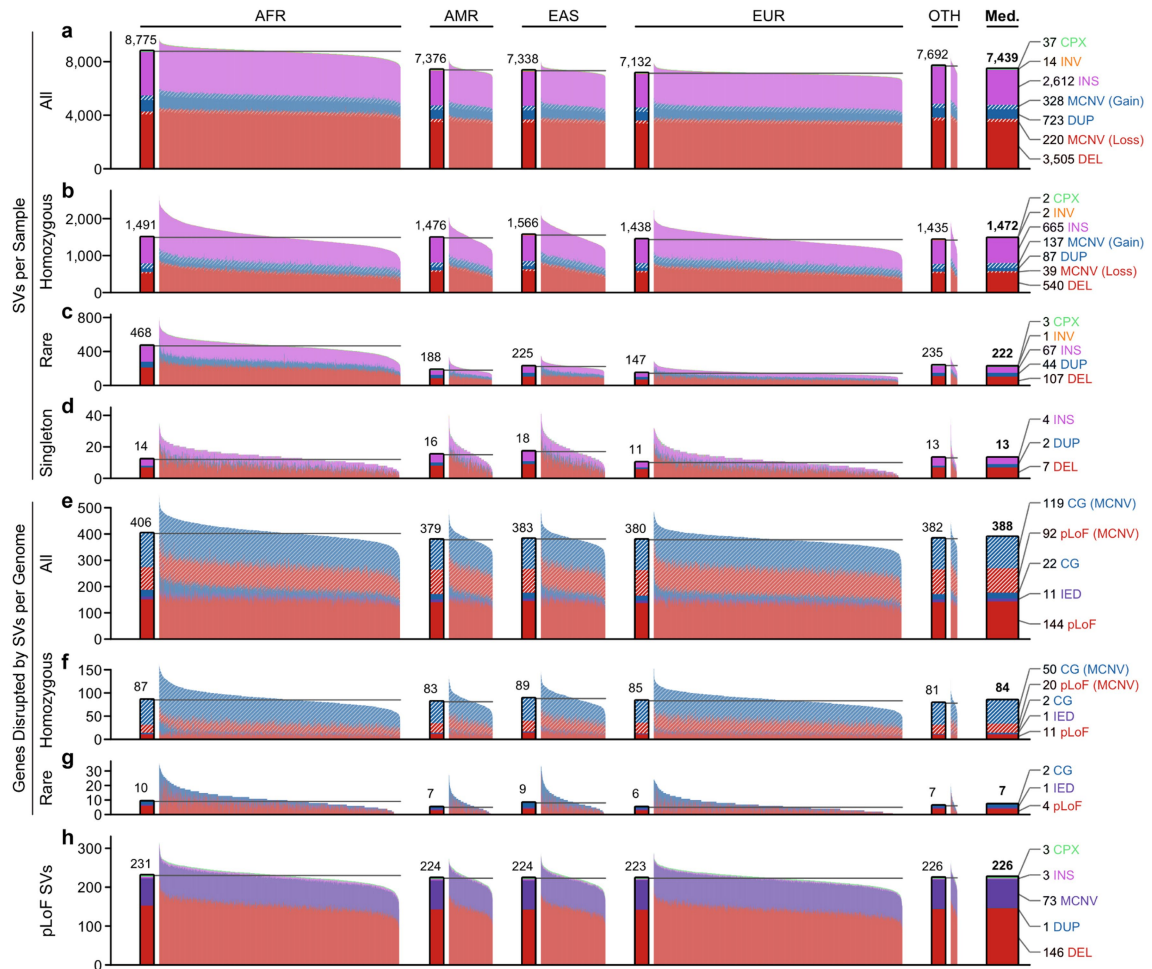 AFR AMR EAS EUR OTH Med.
SVs per Sample
Genes Disrupted by SVs per Genome
a
All
8,000
4,000
0
8,775 7,376 7,338 7,132 7,692 7,439
37 CPX
14 INV
2,612 INS
328 MCNV (Gain)
723 DUP
220 MCNV (Loss)
3,505 DEL
b
Homozygous
2,000
1,000
0
1,491 1,476 1,566 1,438 1,435 1,472
2 CPX
2 INV
665 INS
137 MCNV (Gain)
87 DUP
39 MCNV (Loss)
540 DEL
c
Rare
800
400
0
468 188 225 147 235 222
3 CPX
1 INV
67 INS
44 DUP
107 DEL
d
Singleton
40
20
0
14 16 18 11 13 13
4 INS
2 DUP
7 DEL
e
All
500
400
300
200
100
0
406 379 383 380 382 388
119 CG (MCNV)
92 pLoF (MCNV)
22 CG
11 IED
144 pLoF
f
Homozygous
150
100
50
0
87 83 89 85 81 84
50 CG (MCNV)
20 pLoF (MCNV)
2 CG
1 IED
11 pLoF
g
Rare
30
20
10
0
10 7 9 6 7 7
2 CG
1 IED
4 pLoF
h
pLoF SVs
300
200
100
0
231 224 224 223 226 226
3 CPX
3 INS
73 MCNV
1 DUP
146 DEL